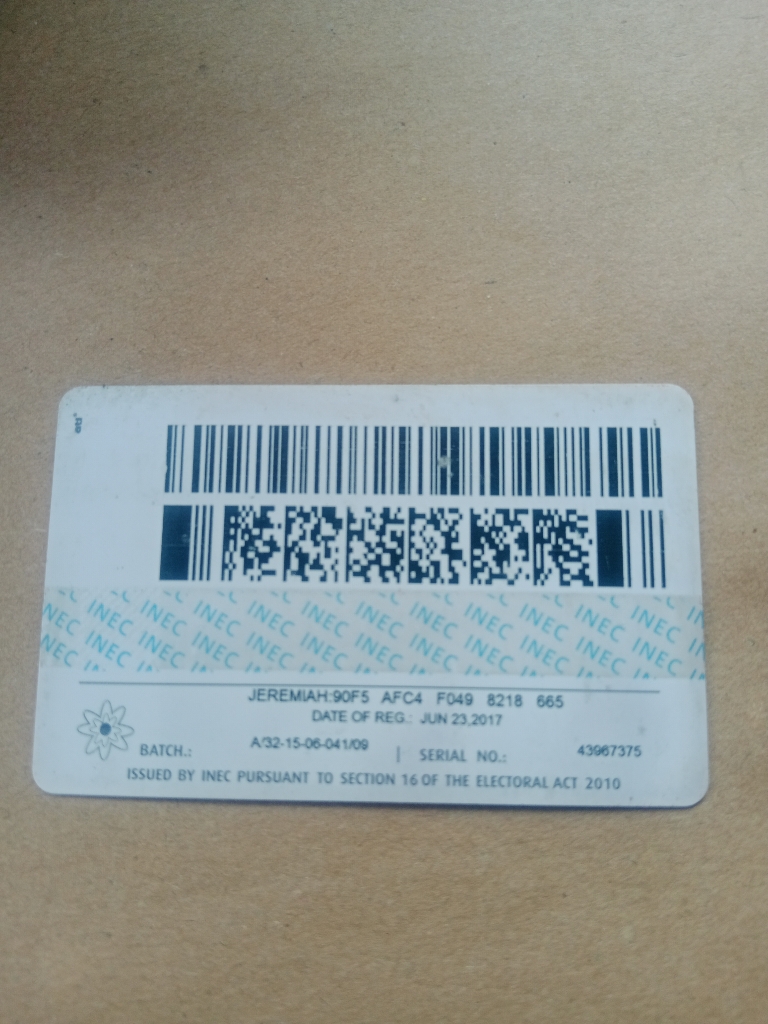 INEC INEC INEC INEC INEC INEC INEC INEC INEC INEC INEC
JEREMIAH:90F5 AFC4 F049 8218 665
DATE OF REG.: JUN 23,2017
BATCH.: A/32-15-06-041/09 | SERIAL NO.: 43967375
ISSUED BY INEC PURSUANT TO SECTION 16 OF THE ELECTORAL ACT 2010